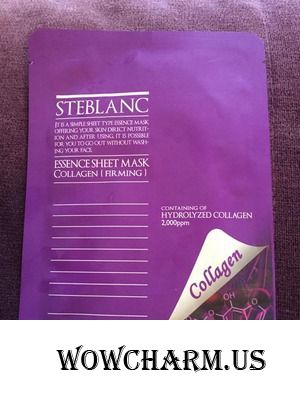 STEBLANC
IT IS A SIMPLE SHEET TYPE ESSENCE MASK
OFFERING YOUR SKIN DIRECT NUTRIT-
ION AND AFTER USING, IT IS POSSIBLE
FOR YOU TO GO OUT WITHOUT WASH-
ING YOUR FACE.
ESSENCE SHEET MASK
COLLAGEN [ FIRMING ]
CONTAINING OF
HYDROLYZED COLLAGEN
2,000ppm
Collagen
OH
WOWCHARM.US